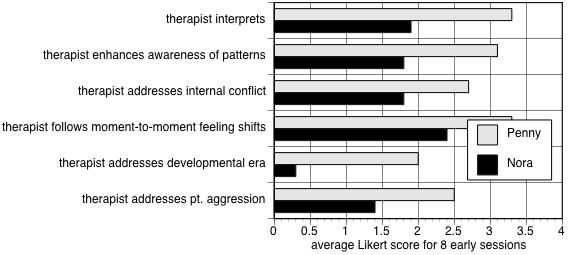 therapist interprets
therapist enhances awareness of patterns
therapist addresses internal conflict
therapist follows moment-to-moment feeling shifts
therapist addresses developmental era
therapist addresses pt. aggression
Penny
Nora
0 0.5 1 1.5 2 2.5 3 3.5 4
average Likert score for 8 early sessions